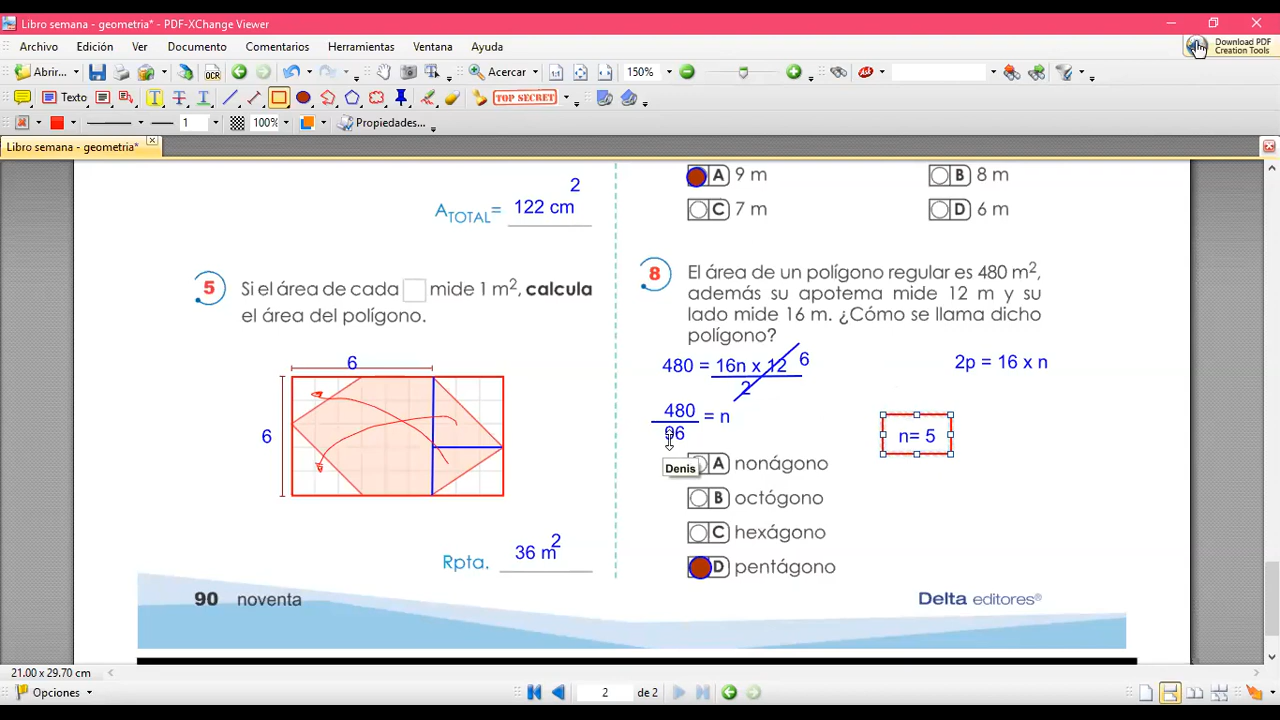 Libro semana - geometria* - PDF-XChange Viewer
Archivo Edición Ver Documento Comentarios Herramientas Ventana Ayuda
Download PDF
Creation Tools
Abrir... OCR Acercar 150%
Texto TOP SECRET
1 100% Propiedades...
Libro semana - geometria*
2
A TOTAL = 122 cm
A 9 m
B 8 m
C 7 m
D 6 m
5 Si el área de cada mide 1 m², calcula
el área del polígono.
6
6
2
Rpta. 36 m
8 El área de un polígono regular es 480 m²,
además su apotema mide 12 m y su
lado mide 16 m. ¿Cómo se llama dicho
polígono?
480 = 16n x 12 6
2
2p = 16 x n
480 = n
96
n= 5
Denis
A nonágono
B octógono
C hexágono
D pentágono
90 noventa
Delta editores®
21.00 x 29.70 cm
Opciones 2 de 2